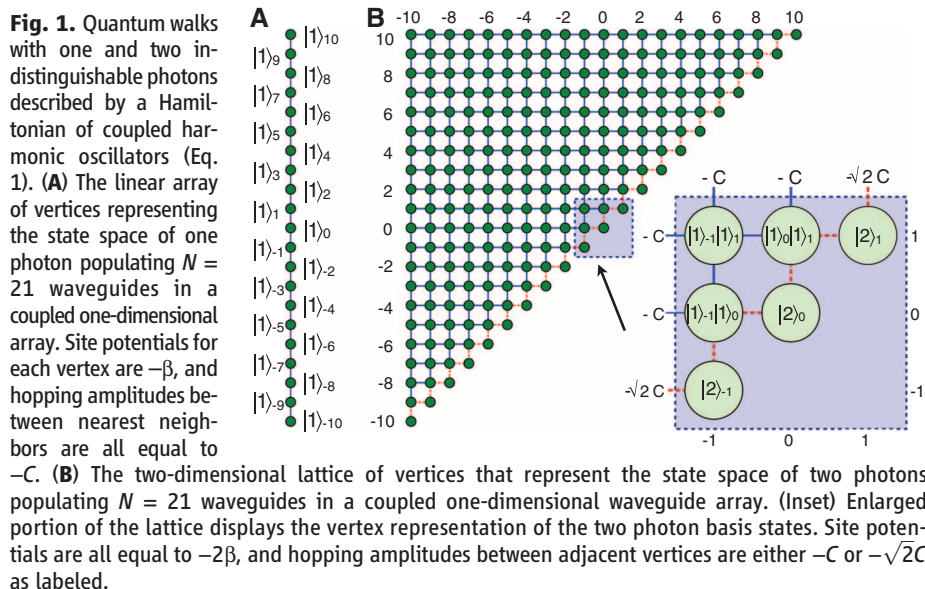 Fig. 1. Quantum walks
with one and two in-
distinguishable photons
described by a Hamil-
tonian of coupled har-
monic oscillators (Eq.
1). (A) The linear array
of vertices representing
the state space of one
photon populating N =
21 waveguides in a
coupled one-dimensional
array. Site potentials for
each vertex are −β, and
hopping amplitudes be-
tween nearest neigh-
bors are all equal to
−C. (B) The two-dimensional lattice of vertices that represent the state space of two photons
populating N = 21 waveguides in a coupled one-dimensional waveguide array. (Inset) Enlarged
portion of the lattice displays the vertex representation of the two photon basis states. Site poten-
tials are all equal to −2β, and hopping amplitudes between adjacent vertices are either −C or −√2C
as labeled.
A
|1⟩10
|1⟩9
|1⟩8
|1⟩7
|1⟩6
|1⟩5
|1⟩4
|1⟩3
|1⟩2
|1⟩1
|1⟩0
|1⟩-1
|1⟩-2
|1⟩-3
|1⟩-4
|1⟩-5
|1⟩-6
|1⟩-7
|1⟩-8
|1⟩-9
|1⟩-10
B
-10 -8 -6 -4 -2 0 2 4 6 8 10
10
8
6
4
2
0
-2
-4
-6
-8
-10
-C -C -√2 C
-C |1⟩-1|1⟩1 |1⟩0|1⟩1 |2⟩1 1
-C |1⟩-1|1⟩0 |2⟩0 0
-√2 C |2⟩-1 -1
-1 0 1